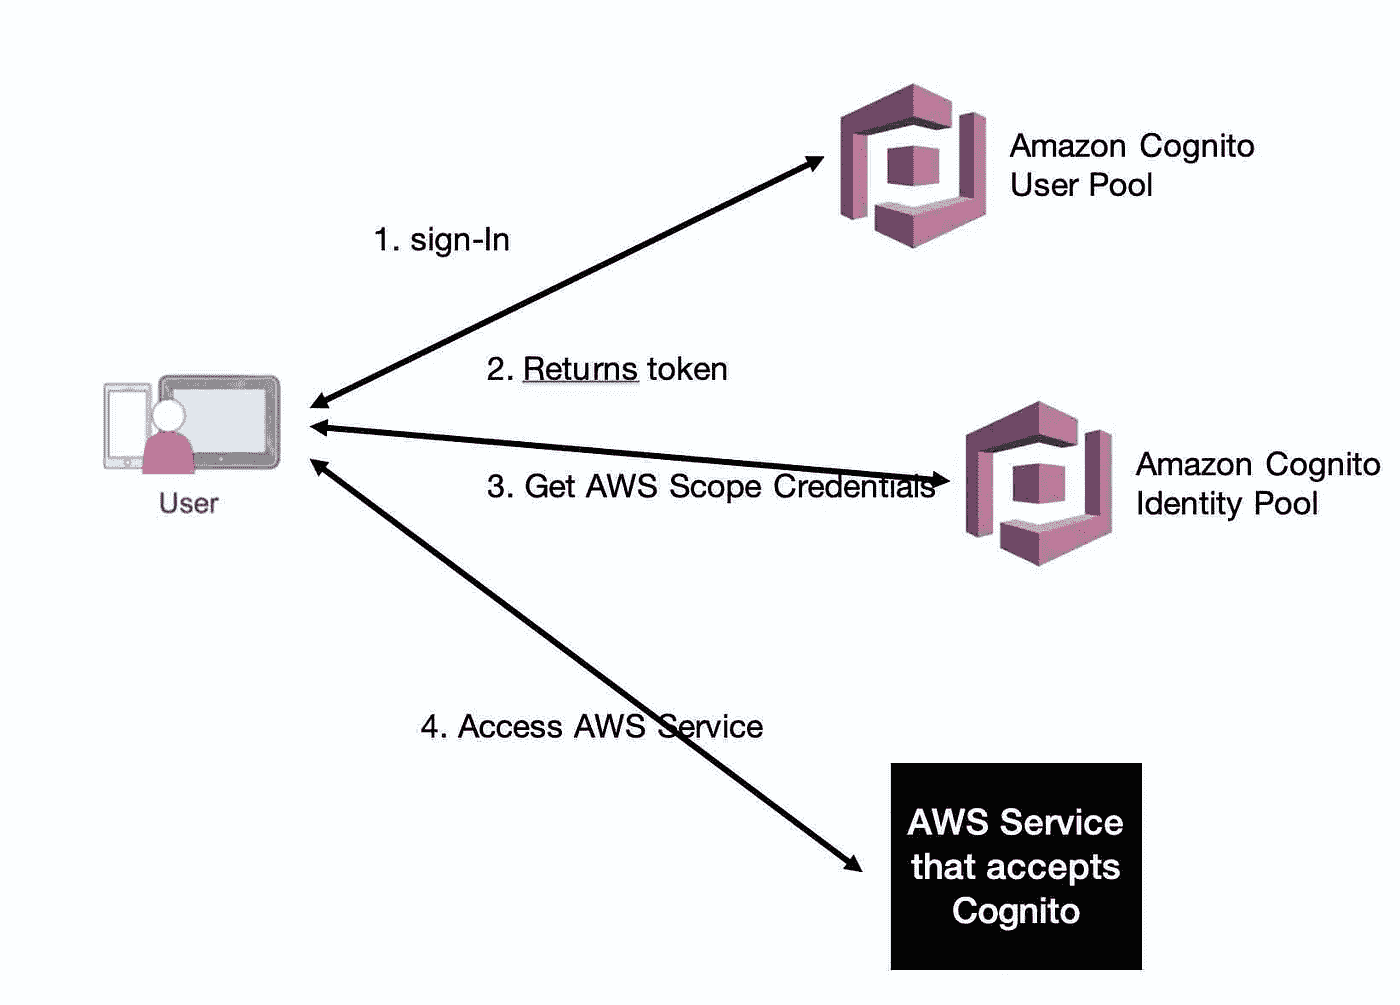 Amazon Cognito
User Pool
1. sign-In
2. Returns token
3. Get AWS Scope Credentials
Amazon Cognito
Identity Pool
User
4. Access AWS Service
AWS Service
that accepts
Cognito